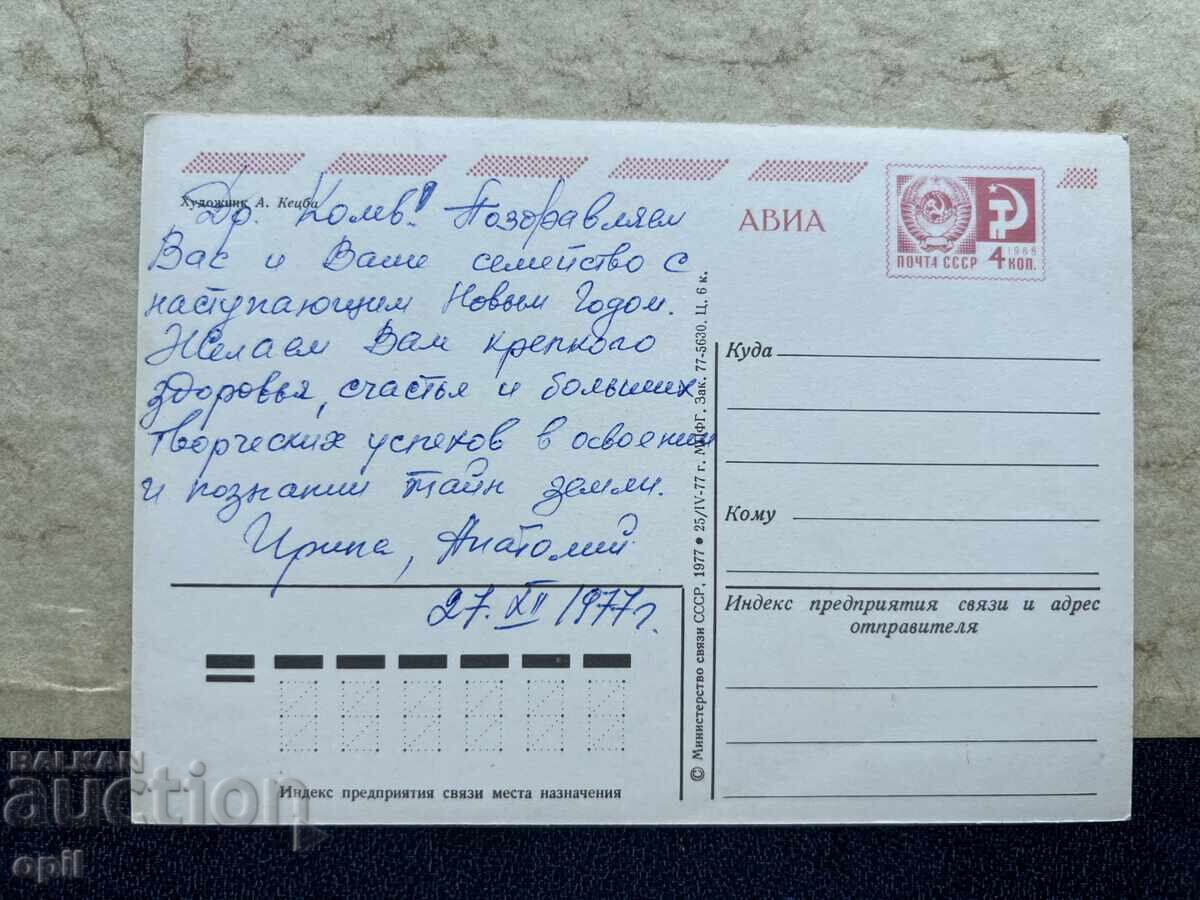 Художник А. Кецба
Др. Колев! Поздравляем
Вас и Ваше семейство с
наступающим Новым Годом.
Желаем Вам крепкого
здоровья, счастья и больших
творческих успехов в освоении
и познании тайн земли.
Ирина, Анатолий
27. XII 1977 г.
Индекс предприятия связи места назначения
© Министерство связи СССР, 1977 • 25/IV-77 г. МПФГ. Зак. 77-5630. Ц. 6 к.
АВИА
ПОЧТА СССР
1966
4 КОП.
Куда
Кому
Индекс предприятия связи и адрес
отправителя
BALKAN
auction
opil